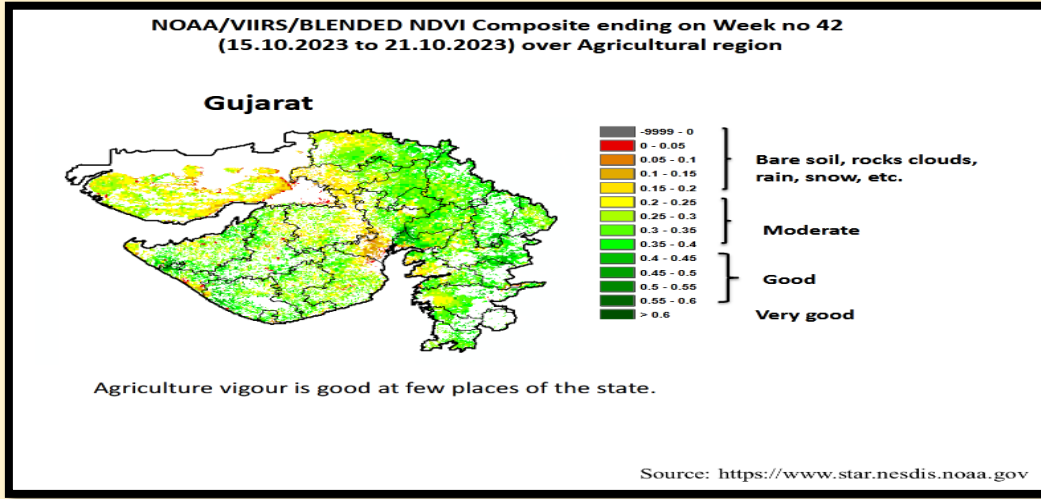 NOAA/VIIRS/BLENDED NDVI Composite ending on Week no 42
(15.10.2023 to 21.10.2023) over Agricultural region
Gujarat
-9999 - 0
0 - 0.05
0.05 - 0.1
0.1 - 0.15
0.15 - 0.2
0.2 - 0.25
0.25 - 0.3
0.3 - 0.35
0.35 - 0.4
0.4 - 0.45
0.45 - 0.5
0.5 - 0.55
0.55 - 0.6
> 0.6
Bare soil, rocks clouds,
rain, snow, etc.
Moderate
Good
Very good
Agriculture vigour is good at few places of the state.
Source: https://www.star.nesdis.noaa.gov